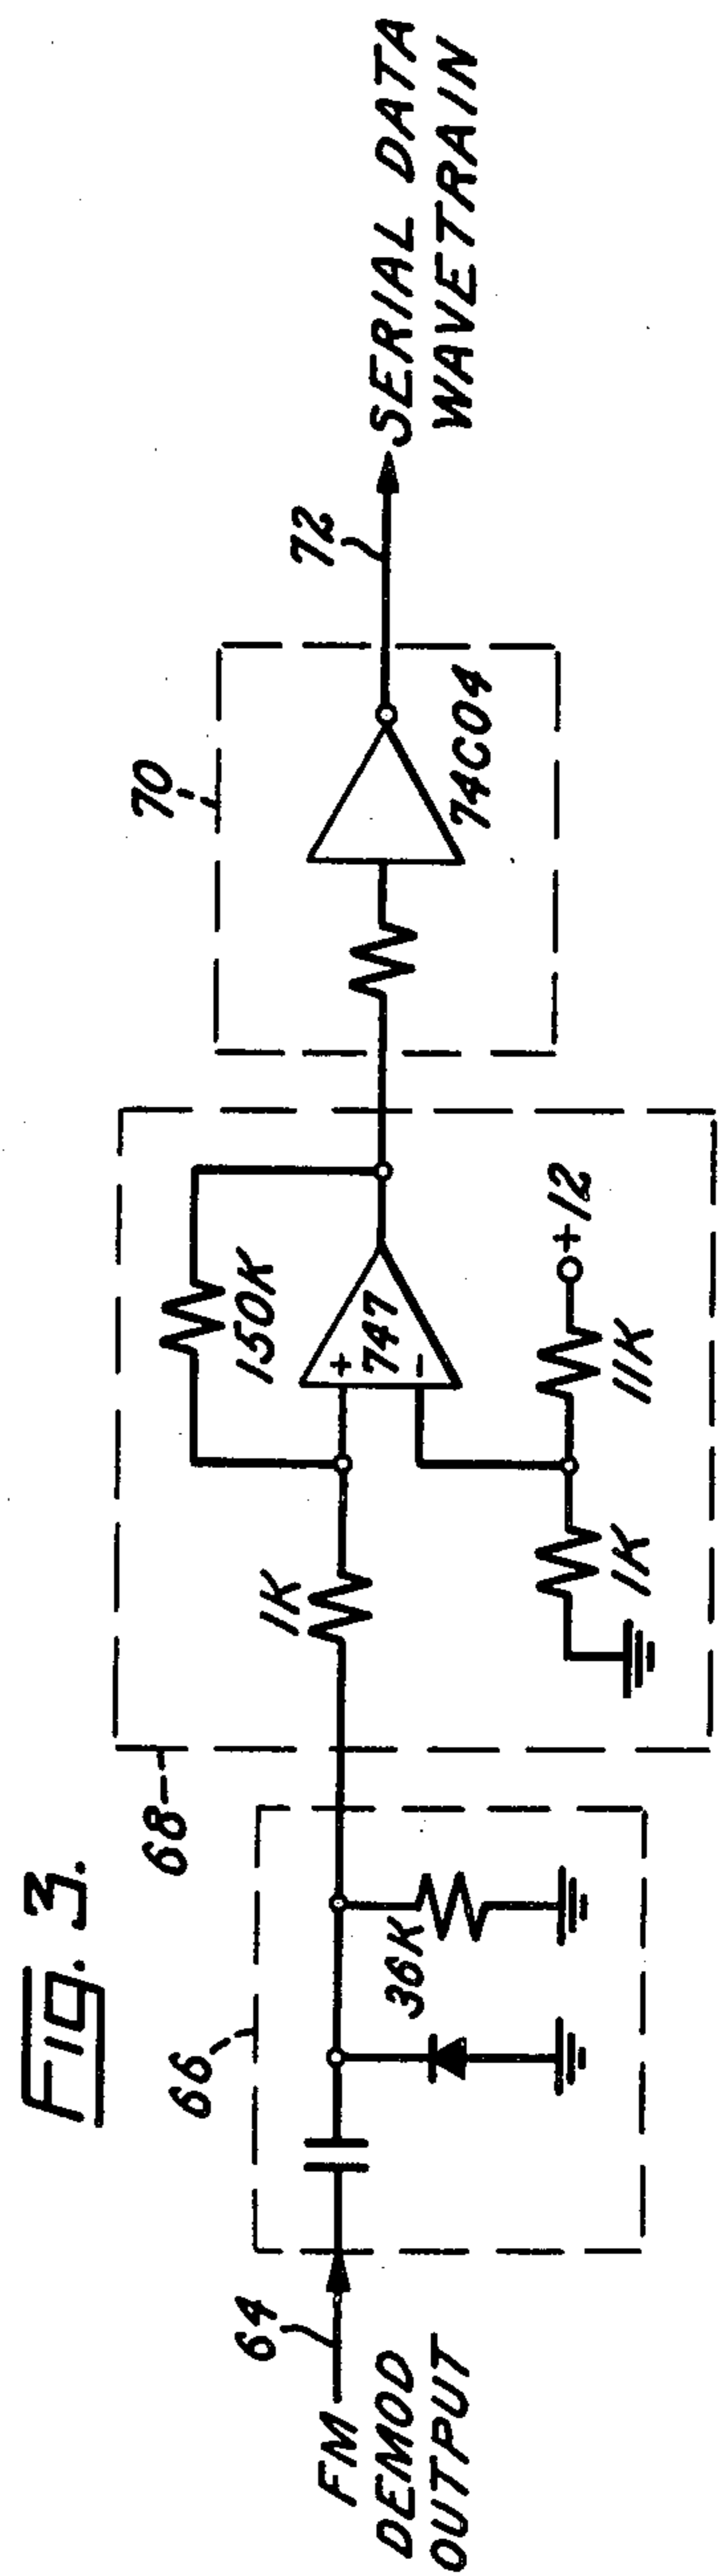 Fig. 3.
FM
DEMOD
OUTPUT
64
66
36K
68
1K
150K
+
747
-
1K
11K
+12
70
74C04
72
SERIAL DATA
WAVETRAIN